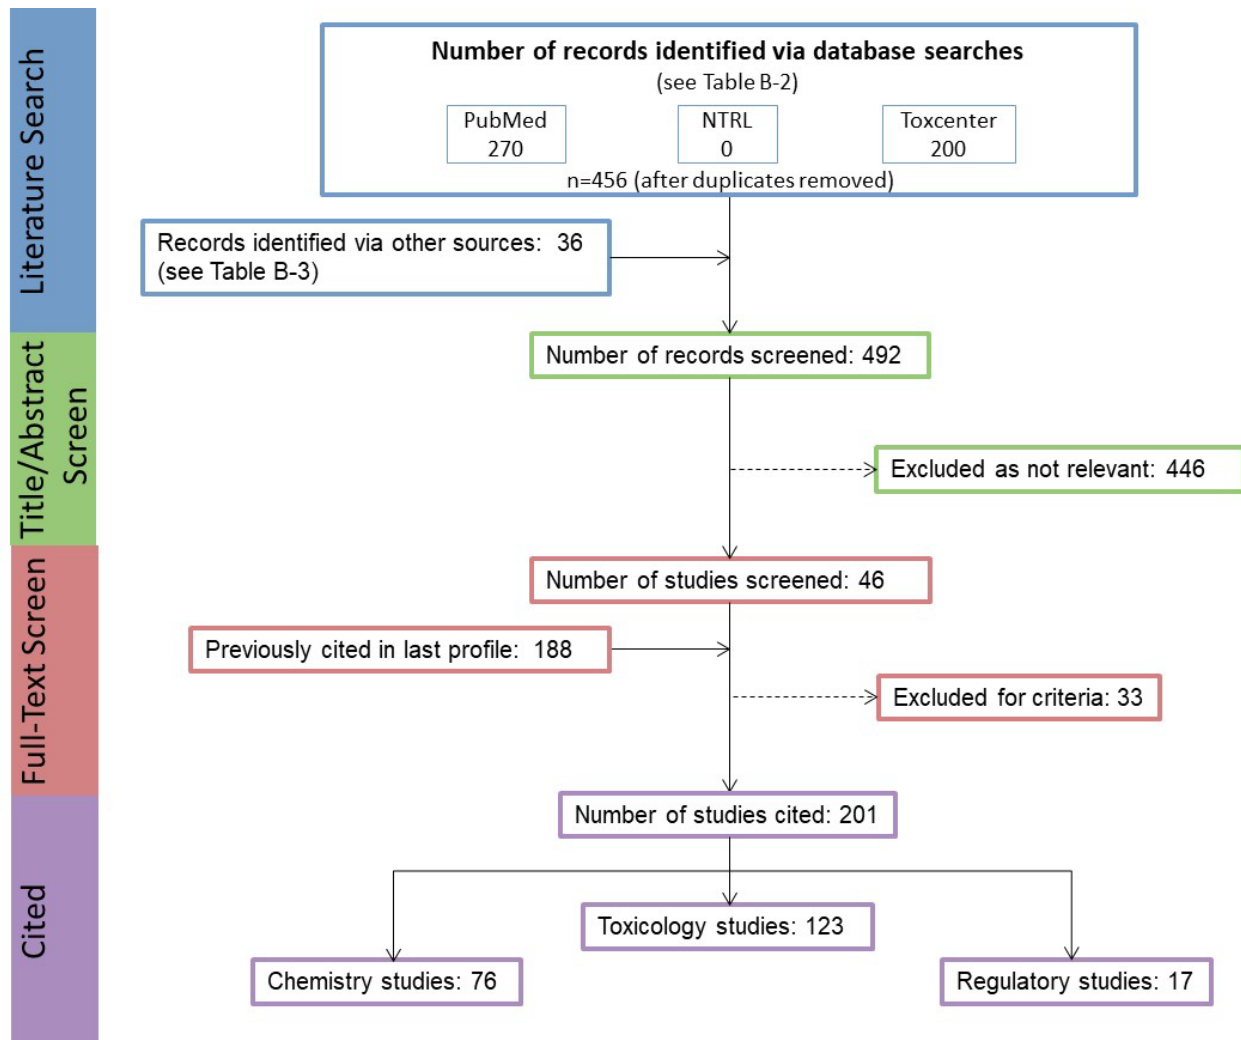 Literature Search
Number of records identified via database searches
(see Table B-2)
PubMed
270
NTRL
0
Toxcenter
200
n=456 (after duplicates removed)
Records identified via other sources: 36
(see Table B-3)
Title/Abstract
Screen
Number of records screened: 492
Excluded as not relevant: 446
Full-Text Screen
Number of studies screened: 46
Previously cited in last profile: 188
Excluded for criteria: 33
Cited
Number of studies cited: 201
Toxicology studies: 123
Chemistry studies: 76
Regulatory studies: 17